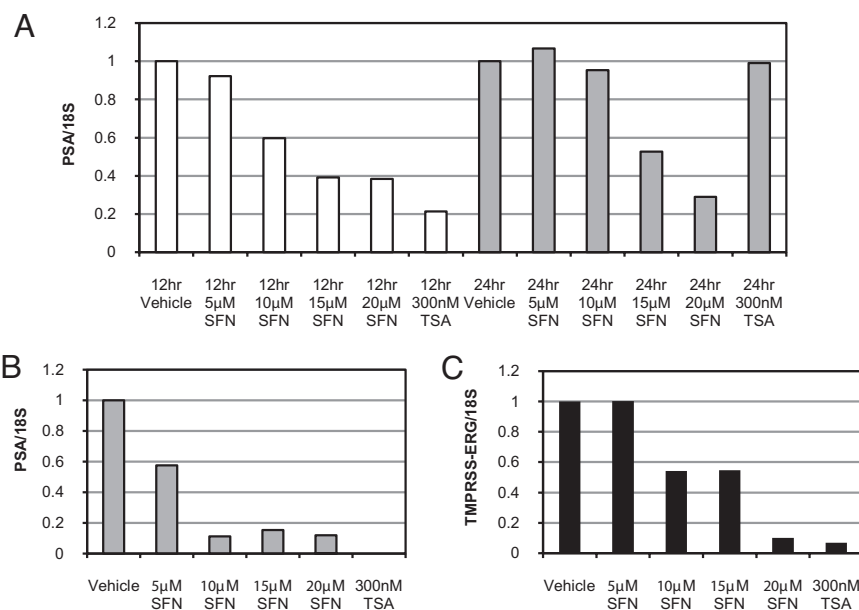 A
PSA/18S
1.2
1
0.8
0.6
0.4
0.2
0
12hr 12hr 12hr 12hr 12hr 12hr 24hr 24hr 24hr 24hr 24hr 24hr
Vehicle 5µM 10µM 15µM 20µM 300nM Vehicle 5µM 10µM 15µM 20µM 300nM
SFN SFN SFN SFN TSA SFN SFN SFN SFN TSA
B
PSA/18S
1.2
1
0.8
0.6
0.4
0.2
0
Vehicle 5µM 10µM 15µM 20µM 300nM
SFN SFN SFN SFN TSA
C
TMPRSS-ERG/18S
1.2
1
0.8
0.6
0.4
0.2
0
Vehicle 5µM 10µM 15µM 20µM 300nM
SFN SFN SFN SFN TSA